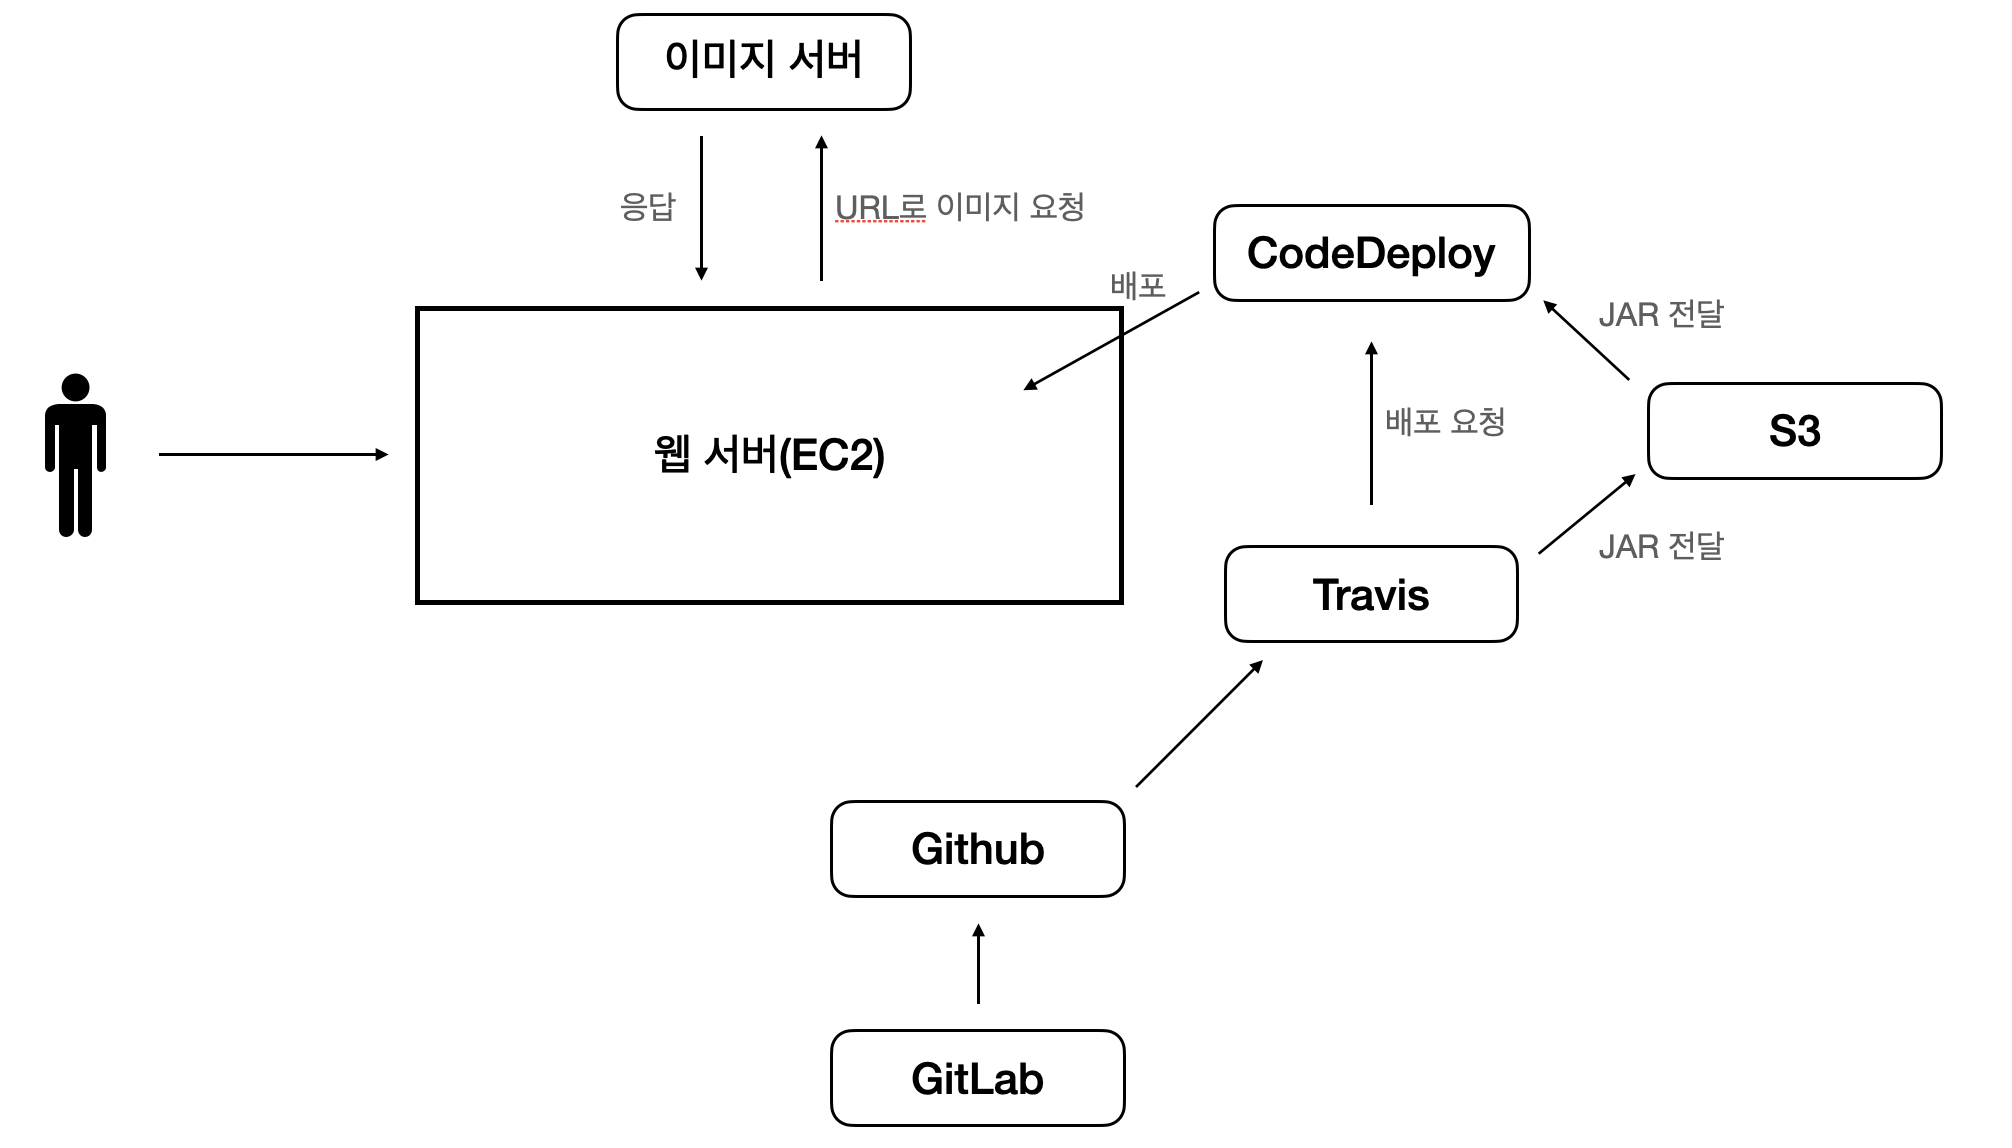 이미지 서버
응답
URL로 이미지 요청
CodeDeploy
배포
JAR 전달
배포 요청
S3
웹 서버(EC2)
JAR 전달
Travis
Github
GitLab